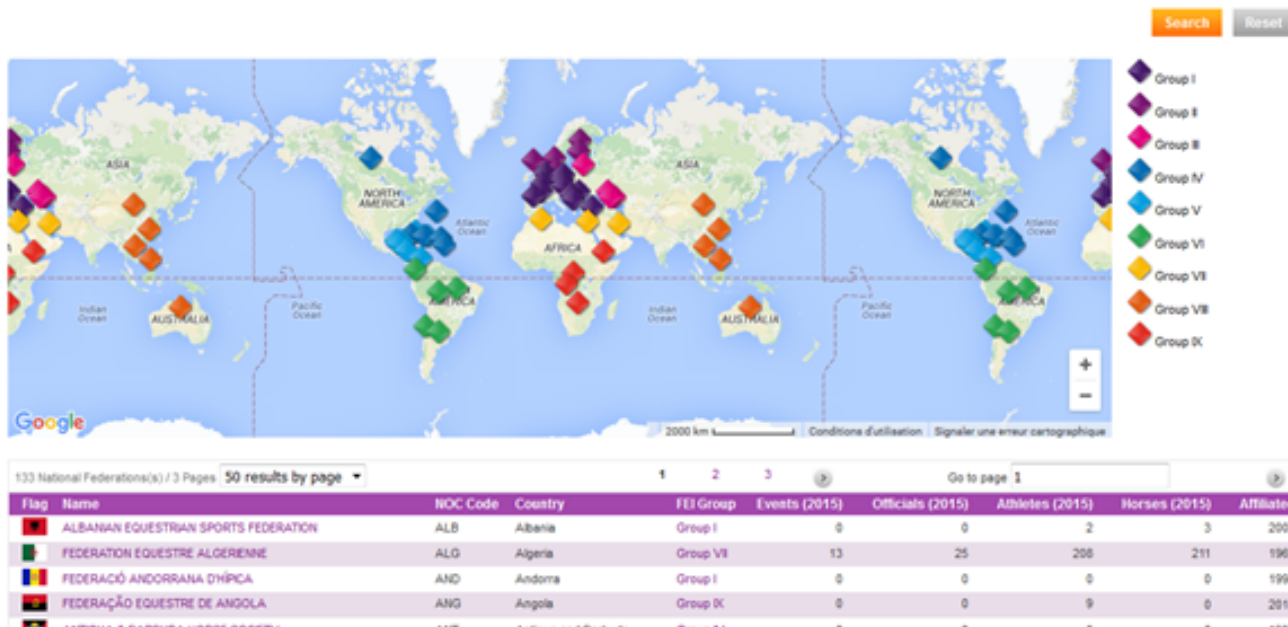 Search Reset
Group I
Group II
Group III
Group IV
Group V
Group VI
Group VII
Group VIII
Group IX
ASIA
NORTH AMERICA
Atlantic Ocean
AFRICA
ASIA
NORTH AMERICA
Atlantic Ocean
Indian Ocean
AUSTRALIA
Pacific Ocean
AMERICA
Indian Ocean
AUSTRALIA
Pacific Ocean
AMERICA
+
−
Google
2000 km Conditions d'utilisation Signaler une erreur cartographique
133 National Federations(s) / 3 Pages 50 results by page 1 2 3 Go to page 1
Flag Name NOC Code Country FEI Group Events (2015) Officials (2015) Athletes (2015) Horses (2015) Affiliate
ALBANIAN EQUESTRIAN SPORTS FEDERATION ALB Albania Group I 0 0 2 3 200
FEDERATION EQUESTRE ALGERIENNE ALG Algeria Group VII 13 25 208 211 196
FEDERACIÓ ANDORRANA D'HÍPICA AND Andorra Group I 0 0 0 0 199
FEDERAÇÃO EQUESTRE DE ANGOLA ANG Angola Group IX 0 0 9 0 201